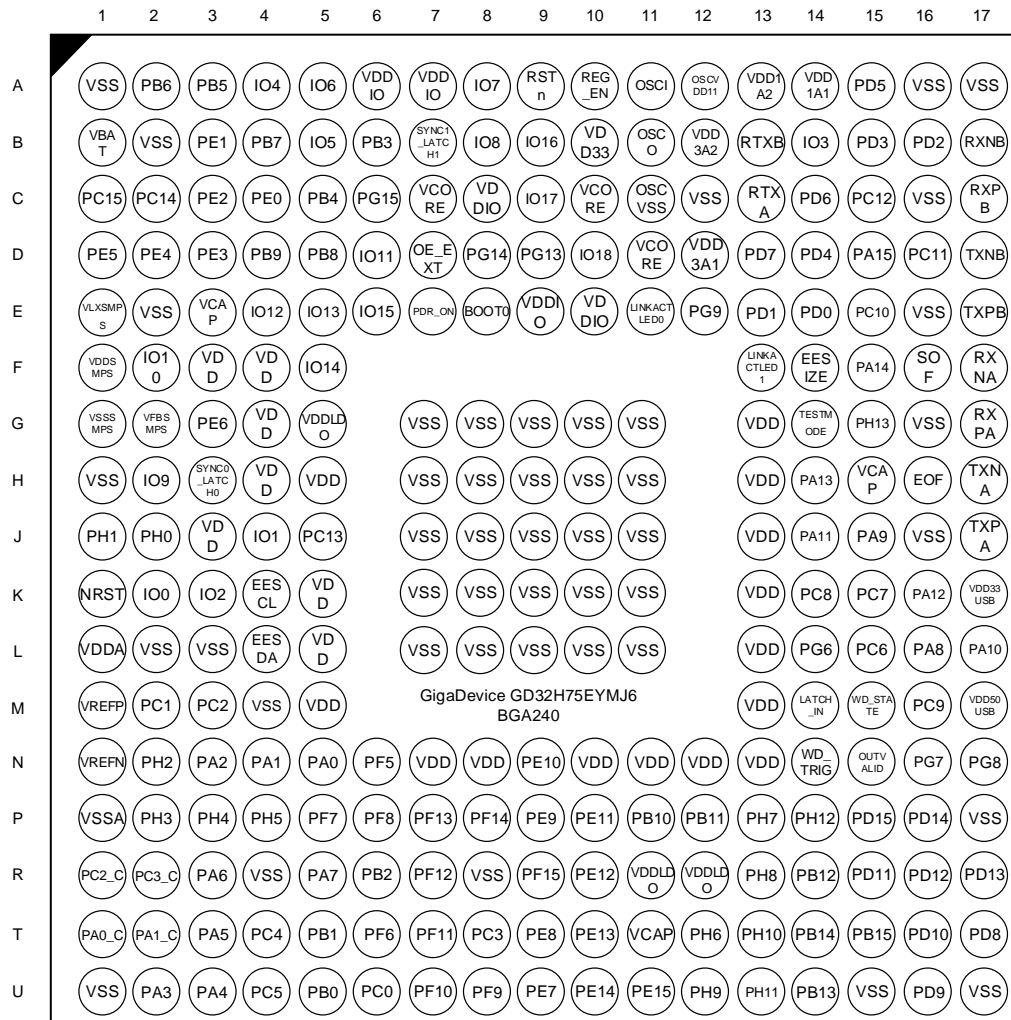 1 2 3 4 5 6 7 8 9 10 11 12 13 14 15 16 17
A VSS PB6 PB5 IO4 IO6 VDD IO VDD IO IO7 RST n REG _EN OSCI OSCV DD11 VDD1 A2 VDD 1A1 PD5 VSS VSS
B VBA T VSS PE1 PB7 IO5 PB3 SYNC1 _LATC H1 IO8 IO16 VD D33 OSC O VDD 3A2 RTXB IO3 PD3 PD2 RXNB
C PC15 PC14 PE2 PE0 PB4 PG15 VCO RE VD DIO IO17 VCO RE OSC VSS VSS RTX A PD6 PC12 VSS RXP B
D PE5 PE4 PE3 PB9 PB8 IO11 OE_E XT PG14 PG13 IO18 VCO RE VDD 3A1 PD7 PD4 PA15 PC11 TXNB
E VLXSMP S VSS VCA P IO12 IO13 IO15 PDR_ON BOOT0 VDDI O VD DIO LINKACT LED0 PG9 PD1 PD0 PC10 VSS TXPB
F VDDS MPS IO1 0 VD D VD D IO14 LINKA CTLED 1 EES IZE PA14 SO F RX NA
G VSSS MPS VFBS MPS PE6 VD D VDDLD O VSS VSS VSS VSS VSS VDD TESTM ODE PH13 VSS RX PA
H VSS IO9 SYNC0 _LATC H0 VD D VDD VSS VSS VSS VSS VSS VDD PA13 VCA P EOF TXN A
J PH1 PH0 VD D IO1 PC13 VSS VSS VSS VSS VSS VDD PA11 PA9 VSS TXP A
K NRST IO0 IO2 EES CL VD D VSS VSS VSS VSS VSS VDD PC8 PC7 PA12 VDD33 USB
L VDDA VSS VSS EES DA VD D VSS VSS VSS VSS VSS VDD PG6 PC6 PA8 PA10
GigaDevice GD32H75EYMJ6
BGA240
M VREFP PC1 PC2 VSS VDD VDD LATCH _IN WD_STA TE PC9 VDD50 USB
N VREFN PH2 PA2 PA1 PA0 PF5 VDD VDD PE10 VDD VDD VDD VDD WD_ TRIG OUTV ALID PG7 PG8
P VSSA PH3 PH4 PH5 PF7 PF8 PF13 PF14 PE9 PE11 PB10 PB11 PH7 PH12 PD15 PD14 VSS
R PC2_C PC3_C PA6 VSS PA7 PB2 PF12 VSS PF15 PE12 VDDLD O VDDLD O PH8 PB12 PD11 PD12 PD13
T PA0_C PA1_C PA5 PC4 PB1 PF6 PF11 PC3 PE8 PE13 VCAP PH6 PH10 PB14 PB15 PD10 PD8
U VSS PA3 PA4 PC5 PB0 PC0 PF10 PF9 PE7 PE14 PE15 PH9 PH11 PB13 VSS PD9 VSS